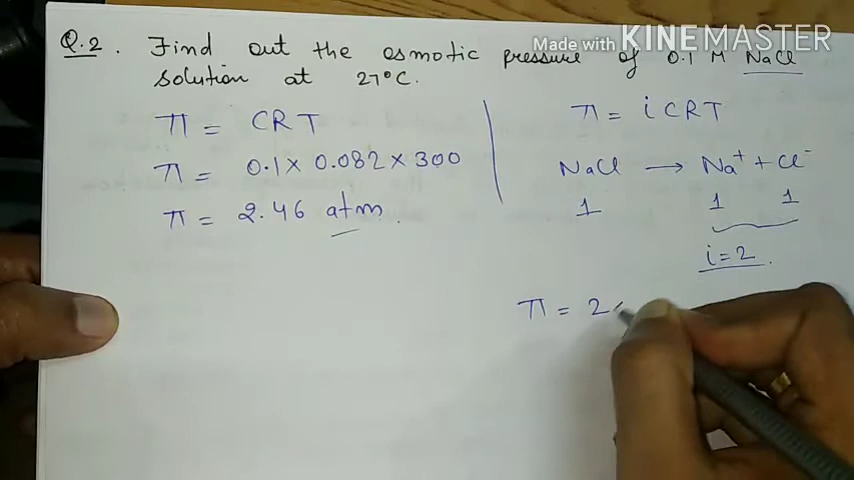 Made with KINEMASTER
Q.2. Find out the osmotic pressure of 0.1 M NaCl
solution at 27°C.
π = CRT
π = 0.1 × 0.082 × 300
π = 2.46 atm.
π = i CRT
NaCl → Na⁺ + Cl⁻
1 1 1
i = 2.
π = 2